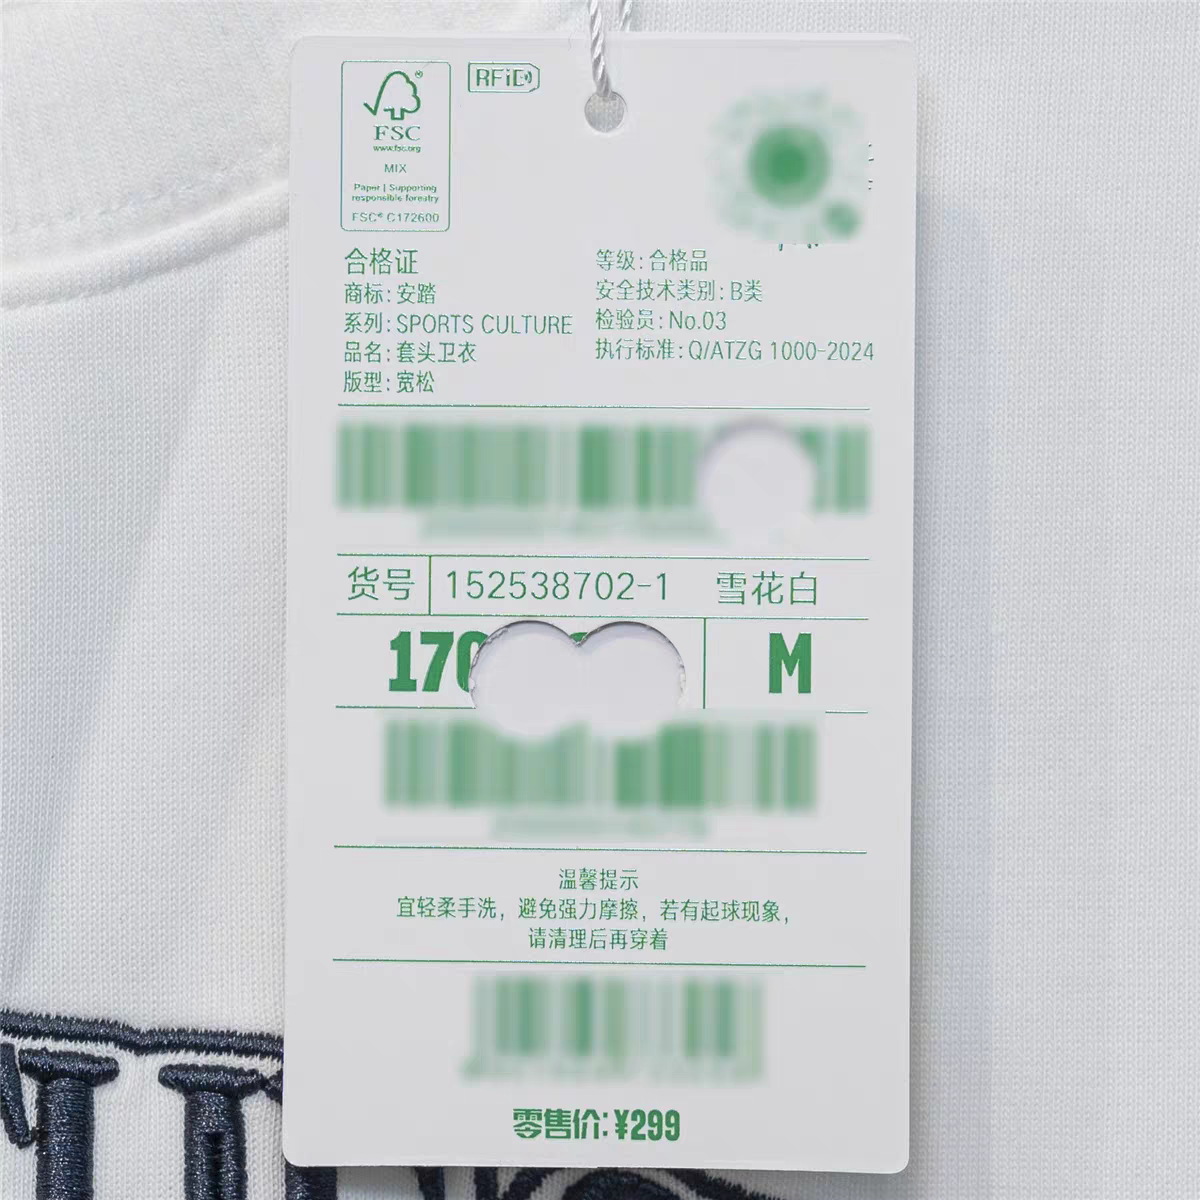 RFiD
FSC
www.fsc.org
MIX
Paper | Supporting
responsible forestry
FSC® C172600
合格证
商标:安踏
系列:SPORTS CULTURE
品名:套头卫衣
版型:宽松
等级:合格品
安全技术类别:B类
检验员:No.03
执行标准:Q/ATZG 1000-2024
货号 152538702-1 雪花白
170 M
温馨提示
宜轻柔手洗,避免强力摩擦,若有起球现象,
请清理后再穿着
零售价:¥299